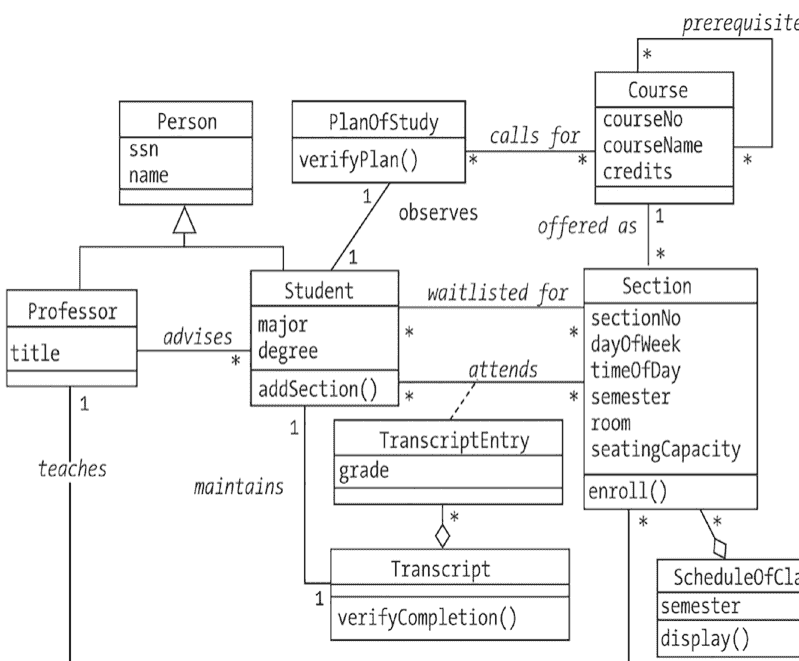 prerequisite
*
Course
courseNo
courseName
credits
*
Person
ssn
name
PlanOfStudy
verifyPlan()
calls for
*
*
1
observes
1
1
offered as
*
Professor
title
advises
*
Student
major
degree
addSection()
waitlisted for
*
*
attends
*
*
Section
sectionNo
dayOfWeek
timeOfDay
semester
room
seatingCapacity
enroll()
1
teaches
1
maintains
1
TranscriptEntry
grade
*
Transcript
verifyCompletion()
*
*
ScheduleOfCla
semester
display()